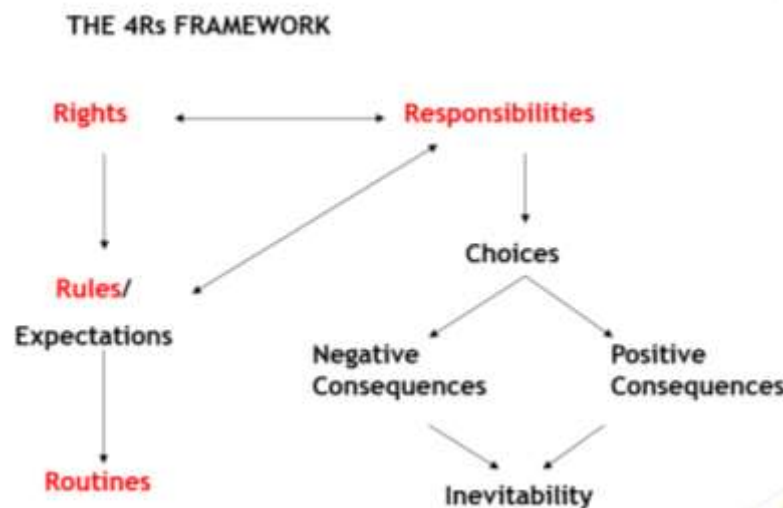 THE 4Rs FRAMEWORK
Rights
Responsibilities
Choices
Rules/
Expectations
Negative
Consequences
Positive
Consequences
Routines
Inevitability